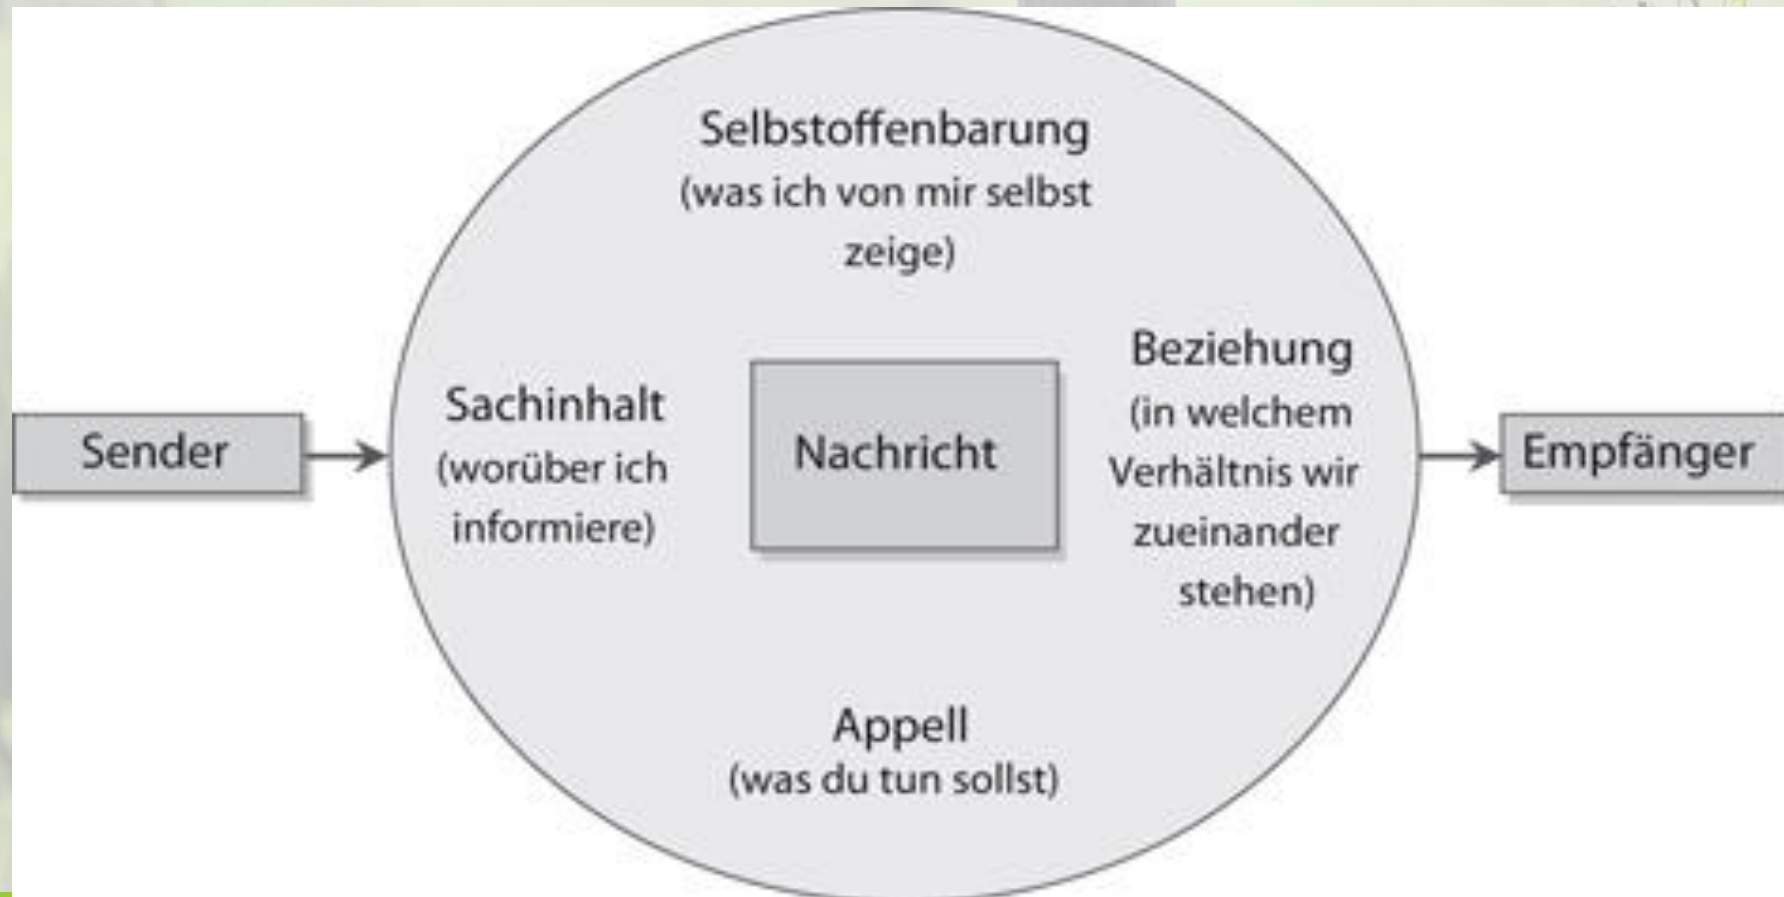 Selbstoffenbarung
(was ich von mir selbst
zeige)
Sender
Sachinhalt
(worüber ich
informiere)
Nachricht
Beziehung
(in welchem
Verhältnis wir
zueinander
stehen)
Empfänger
Appell
(was du tun sollst)